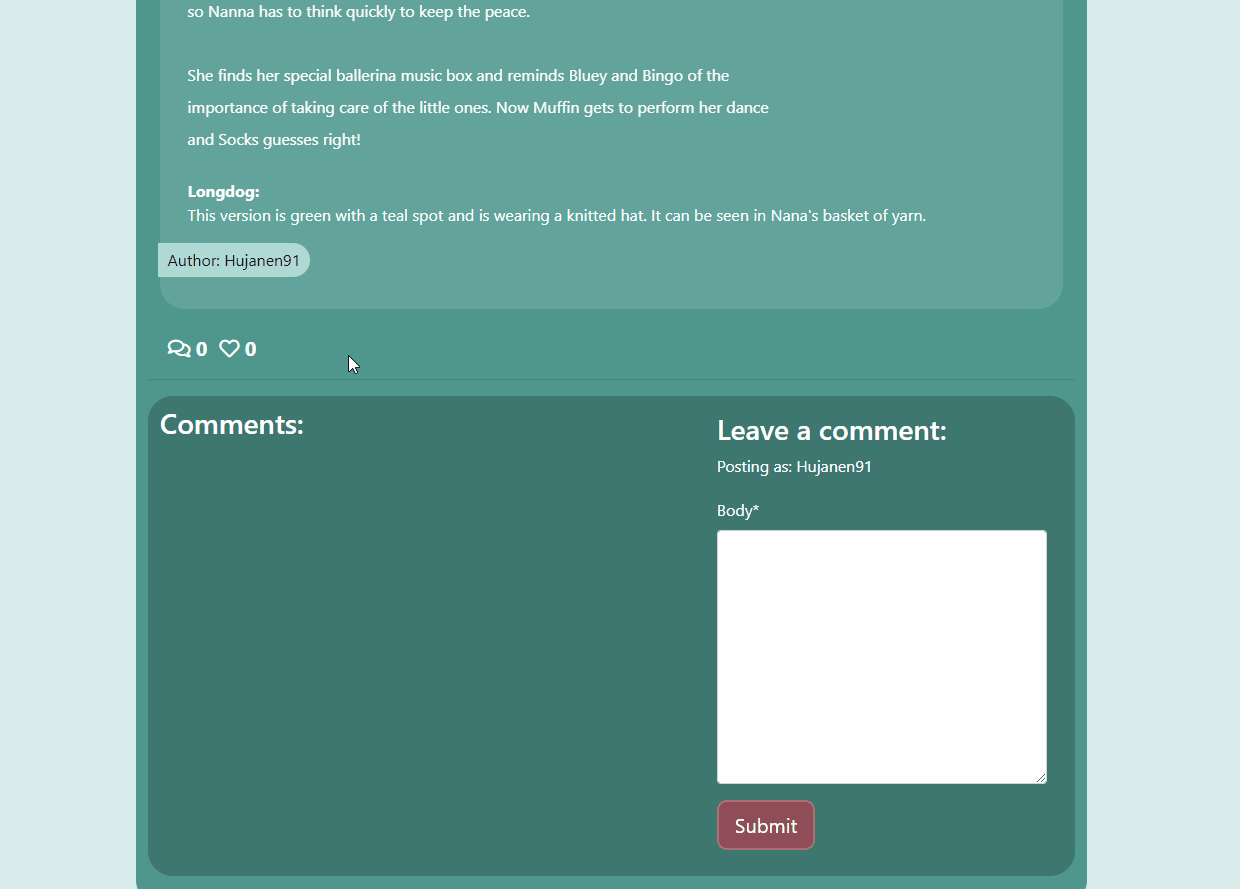 so Nanna has to think quickly to keep the peace.
She finds her special ballerina music box and reminds Bluey and Bingo of the
importance of taking care of the little ones. Now Muffin gets to perform her dance
and Socks guesses right!
Longdog:
This version is green with a teal spot and is wearing a knitted hat. It can be seen in Nana's basket of yarn.
Author: Hujanen91
0 0
Comments:
Leave a comment:
Posting as: Hujanen91
Body*
Submit